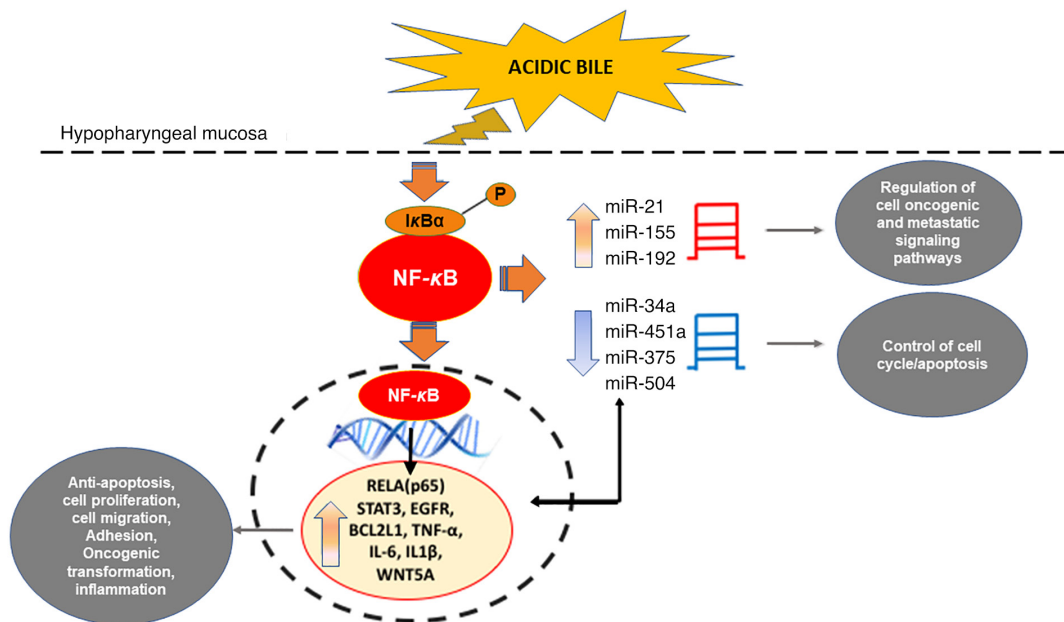 ACIDIC BILE
Hypopharyngeal mucosa
P
IκBα
NF-κB
miR-21
miR-155
miR-192
Regulation of
cell oncogenic
and metastatic
signaling
pathways
miR-34a
miR-451a
miR-375
miR-504
Control of cell
cycle/apoptosis
NF-κB
RELA(p65)
STAT3, EGFR,
BCL2L1, TNF-α,
IL-6, IL1β,
WNT5A
Anti-apoptosis,
cell proliferation,
cell migration,
Adhesion,
Oncogenic
transformation,
inflammation